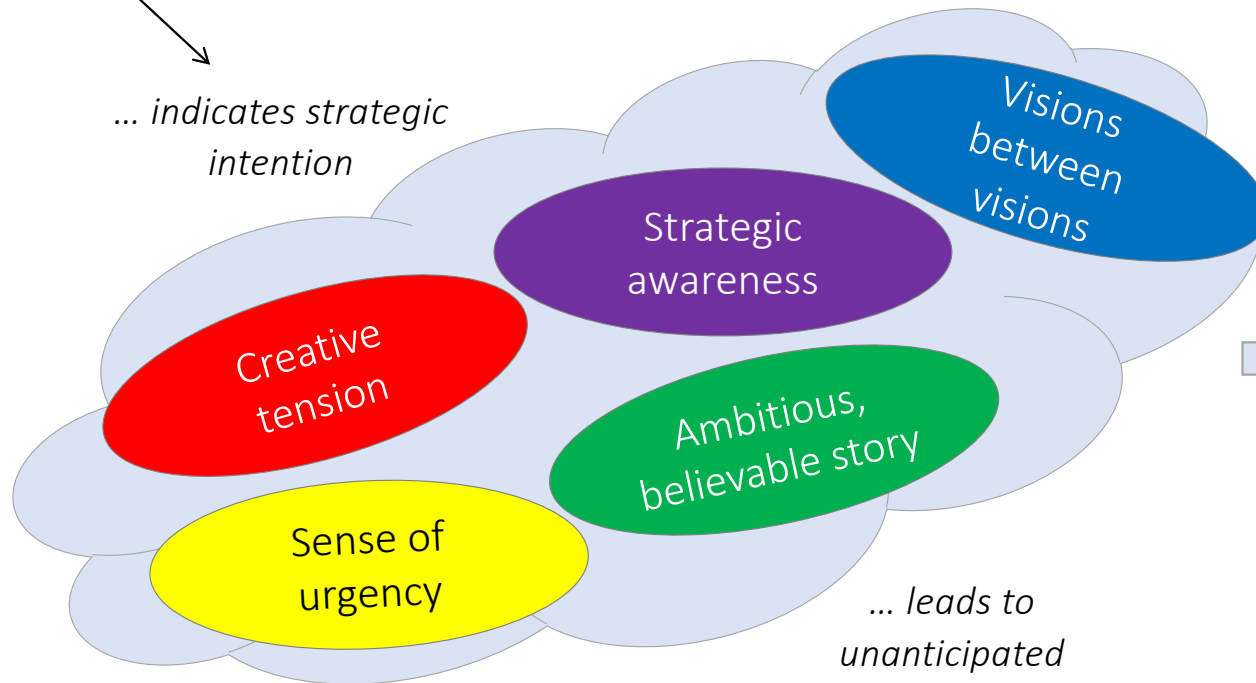 ... indicates strategic
intention
Visions
between
visions
Strategic
awareness
Creative
tension
Ambitious,
believable story
Sense of
urgency
... leads to
unanticipated